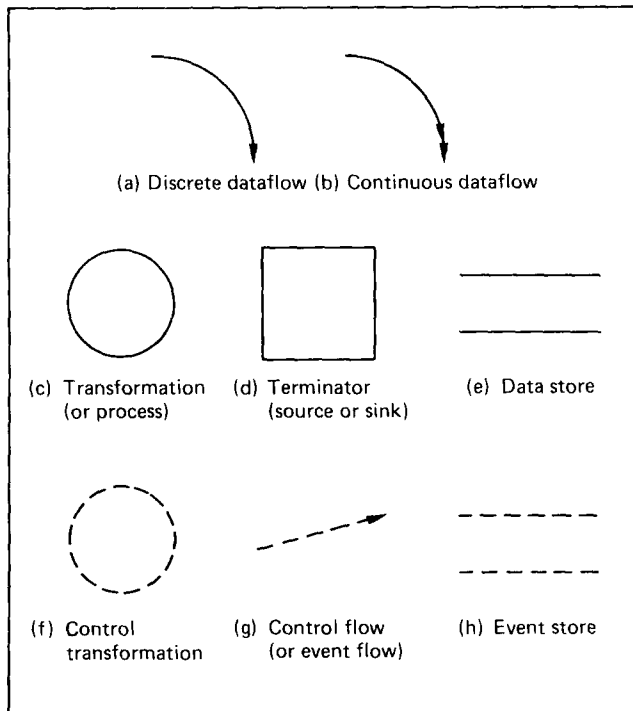 (a) Discrete dataflow (b) Continuous dataflow
(c) Transformation
(or process)
(d) Terminator
(source or sink)
(e) Data store
(f) Control
transformation
(g) Control flow
(or event flow)
(h) Event store